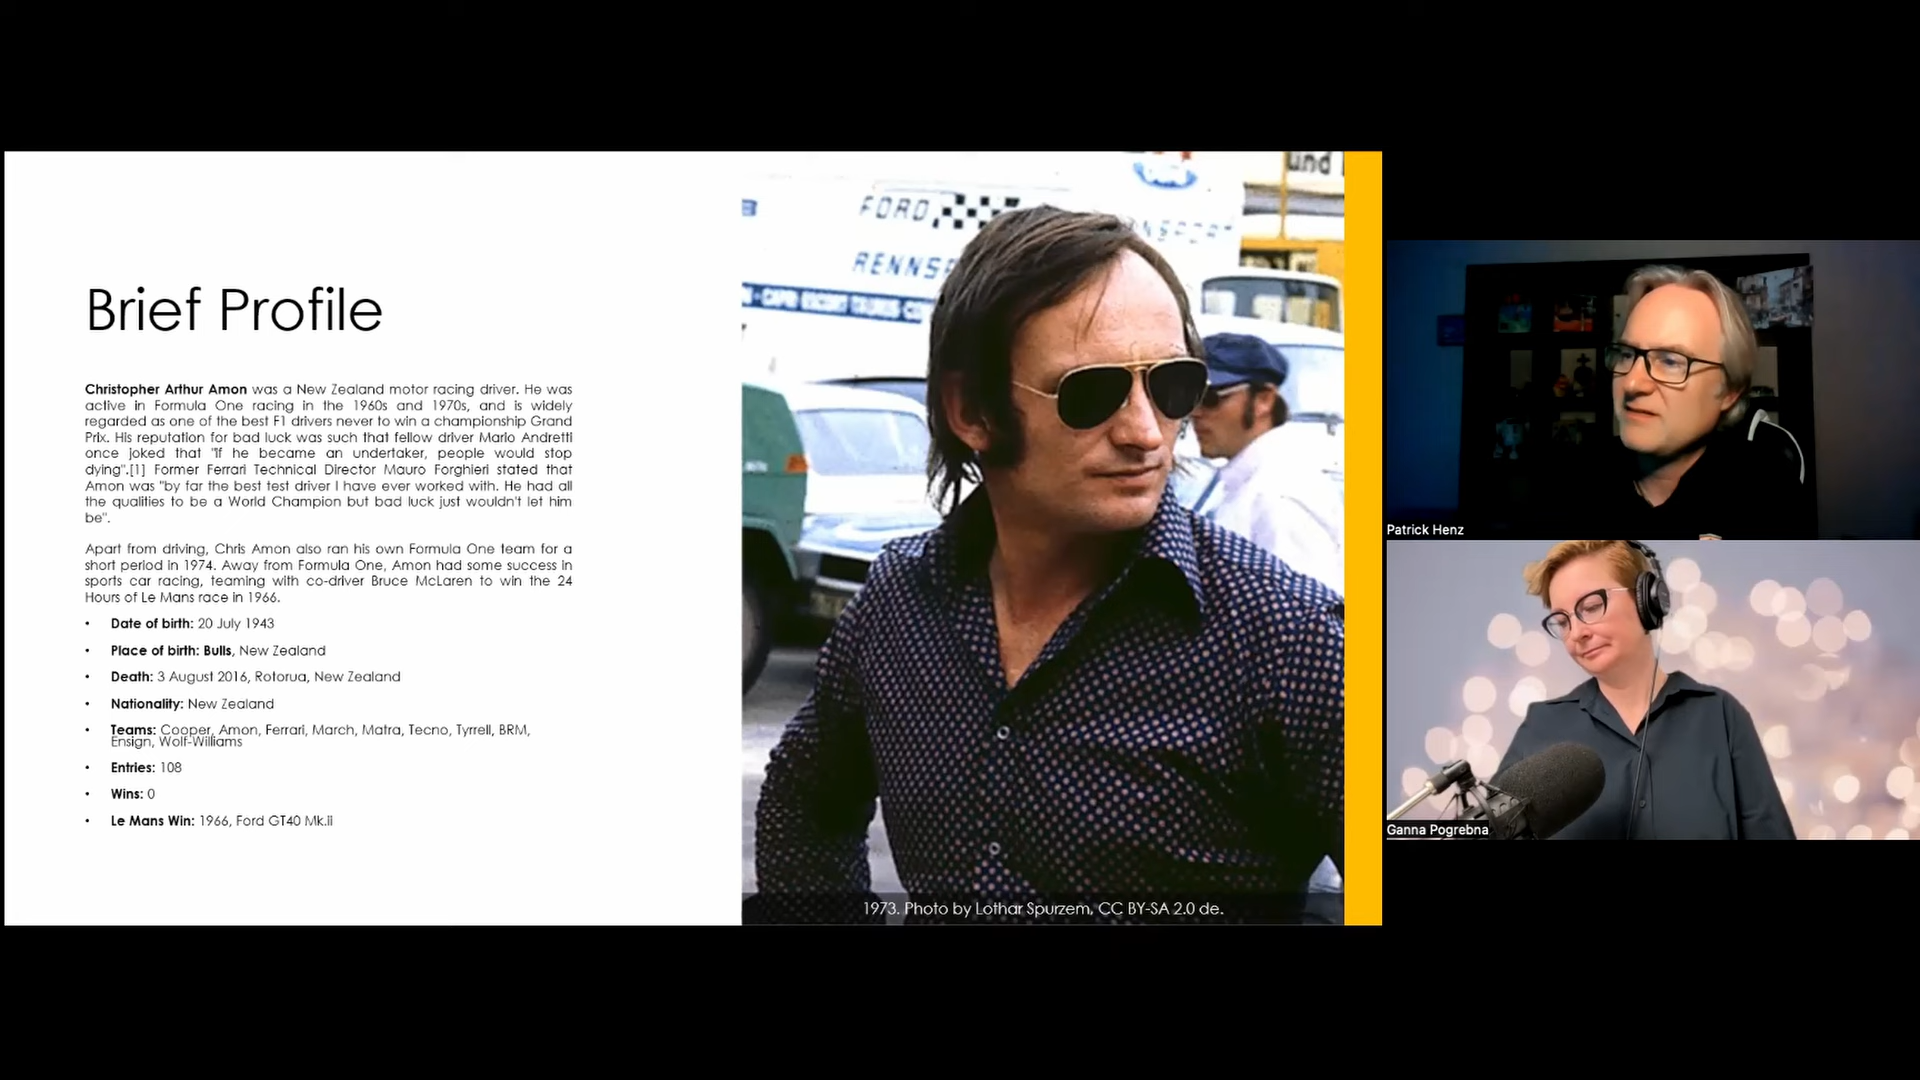 Brief Profile
Christopher Arthur Amon was a New Zealand motor racing driver. He was
active in Formula One racing in the 1960s and 1970s, and is widely
regarded as one of the best F1 drivers never to win a championship Grand
Prix. His reputation for bad luck was such that fellow driver Mario Andretti
once joked that "if he became an undertaker, people would stop
dying".[1] Former Ferrari Technical Director Mauro Forghieri stated that
Amon was "by far the best test driver I have ever worked with. He had all
the qualities to be a World Champion but bad luck just wouldn't let him
be".
Apart from driving, Chris Amon also ran his own Formula One team for a
short period in 1974. Away from Formula One, Amon had some success in
sports car racing, teaming with co-driver Bruce McLaren to win the 24
Hours of Le Mans race in 1966.
• Date of birth: 20 July 1943
• Place of birth: Bulls, New Zealand
• Death: 3 August 2016, Rotorua, New Zealand
• Nationality: New Zealand
• Teams: Cooper, Amon, Ferrari, March, Matra, Tecno, Tyrrell, BRM,
Ensign, Wolf-Williams
• Entries: 108
• Wins: 0
• Le Mans Win: 1966, Ford GT40 Mk.ii
und
FORD
NSPORT
RENNS
CAPRI ESCORT TAUNUS CO
1973. Photo by Lothar Spurzem, CC BY-SA 2.0 de.
Patrick Henz
Ganna Pogrebna